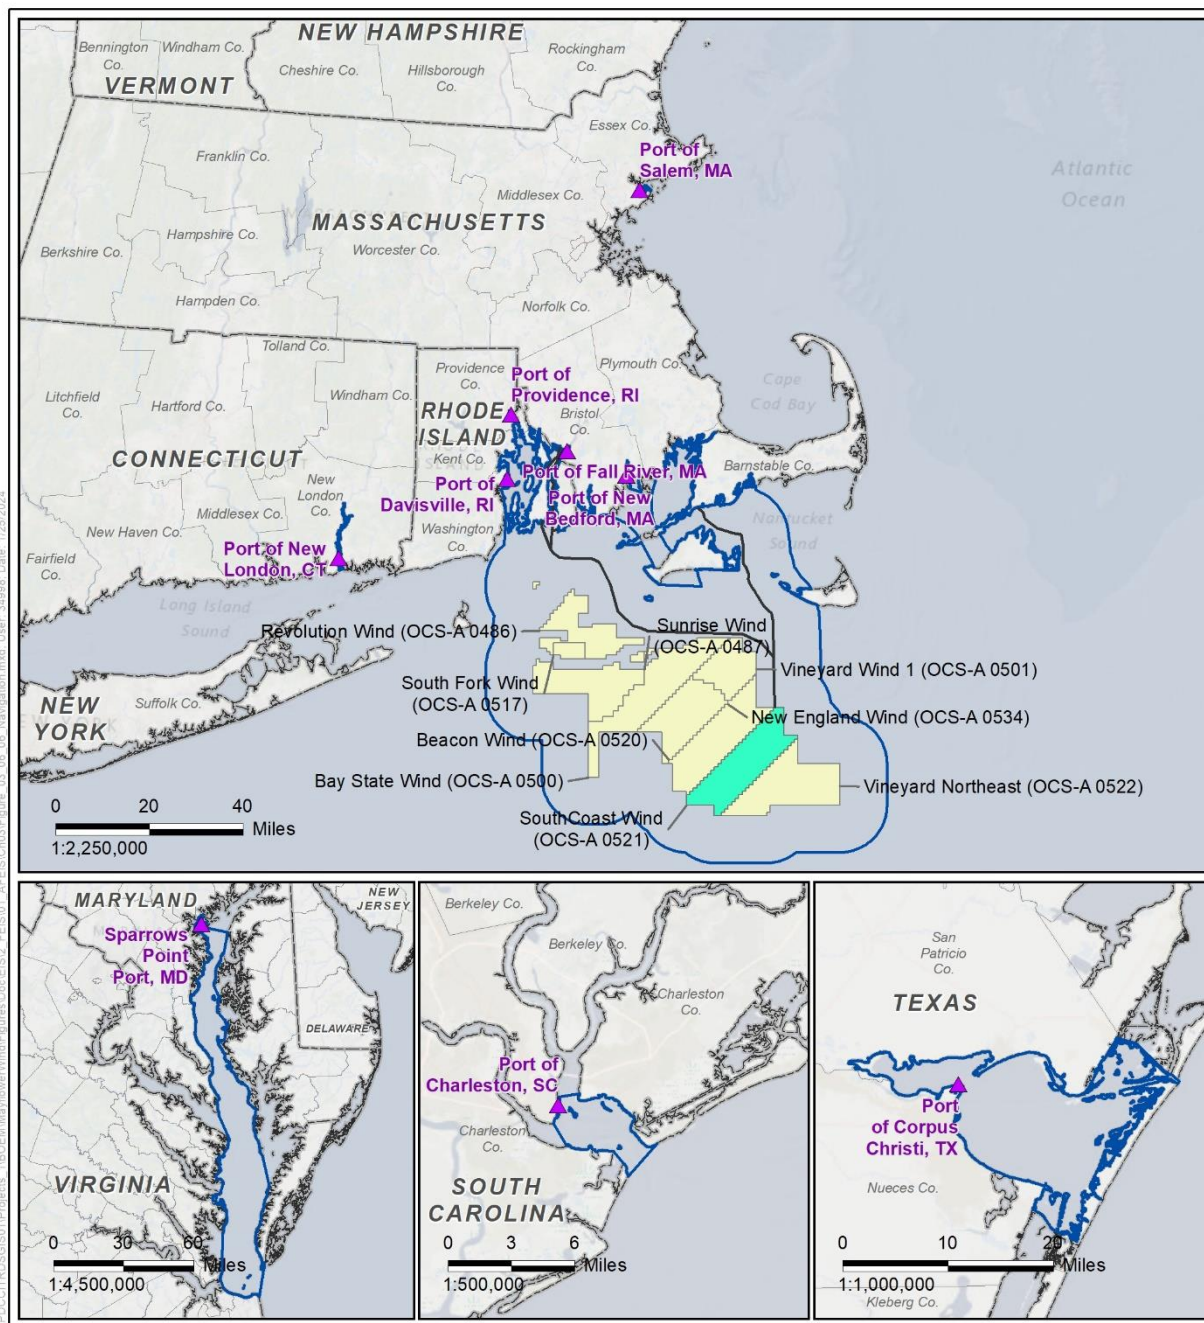 NEW HAMPSHIRE
Bennington
Co.
Windham Co.
Cheshire Co.
Hillsborough
Co.
Rockingham
Co.
VERMONT
Essex Co.
Port of
Salem, MA
Atlantic
Ocean
Franklin Co.
Middlesex Co.
MASSACHUSETTS
Hampshire Co.
Berkshire Co.
Worcester Co.
Hampden Co.
Norfolk Co.
Tolland Co.
Providence
Co.
Plymouth Co.
Cape
Cod Bay
Litchfield
Co.
Hartford Co.
Windham Co.
Port of
Providence, RI
RHODE
ISLAND
Bristol
Co.
CONNECTICUT
Kent Co.
Port of Fall River, MA
Barnstable Co.
New
London
Co.
Port of
Davisville, RI
Port of New
Bedford, MA
Middlesex Co.
New Haven Co.
Washington
Co.
Nantucket
Sound
Fairfield
Co.
Port of New
London, CT
Long Island
Sound
Revolution Wind (OCS-A 0486)
Sunrise Wind
(OCS-A 0487)
Vineyard Wind 1 (OCS-A 0501)
South Fork Wind
(OCS-A 0517)
NEW
YORK
Suffolk Co.
New England Wind (OCS-A 0534)
Beacon Wind (OCS-A 0520)
Bay State Wind (OCS-A 0500)
Vineyard Northeast (OCS-A 0522)
SouthCoast Wind
(OCS-A 0521)
0 20 40
Miles
1:2,250,000
MARYLAND
NEW
JERSEY
Sparrows
Point
Port, MD
DELAWARE
VIRGINIA
0 30 60
Miles
1:4,500,000
Berkeley Co.
Berkeley Co.
Charleston
Co.
Port of
Charleston, SC
Charleston
Co.
SOUTH
CAROLINA
0 3 6
Miles
1:500,000
San
Patricio
Co.
TEXAS
Port
of Corpus
Christi, TX
Nueces Co.
0 10 20
Miles
1:1,000,000
Kleberg Co.